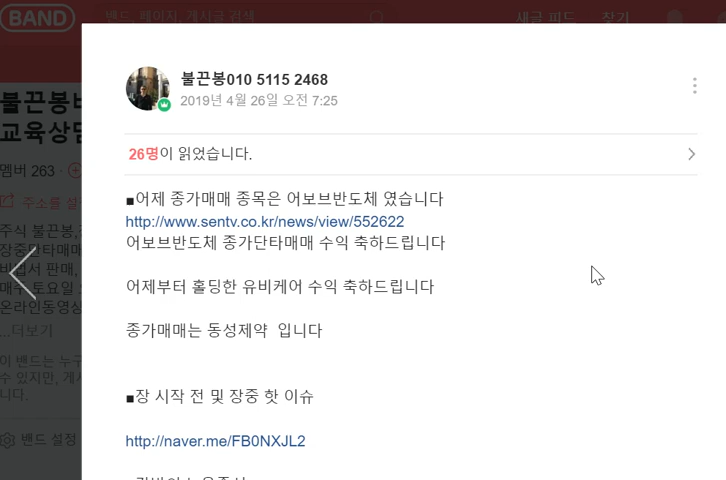 BAND
밴드, 페이지, 게시글 검색
새글 피드
찾기
불끈봉
교육상담
멤버 263
주소를 설
주식 불끈봉,
장중단타매매
비법서 판매,
매수 토요일
온라인동영상
...더보기
이 밴드는 누구
수 있지만, 게시
니다.
밴드 설정
불끈봉010 5115 2468
2019년 4월 26일 오전 7:25
26명이 읽었습니다.
■어제 종가매매 종목은 어보브반도체 였습니다
http://www.sentv.co.kr/news/view/552622
어보브반도체 종가단타매매 수익 축하드립니다
어제부터 홀딩한 유비케어 수익 축하드립니다
종가매매는 동성제약 입니다
■장 시작 전 및 장중 핫 이슈
http://naver.me/FB0NXJL2